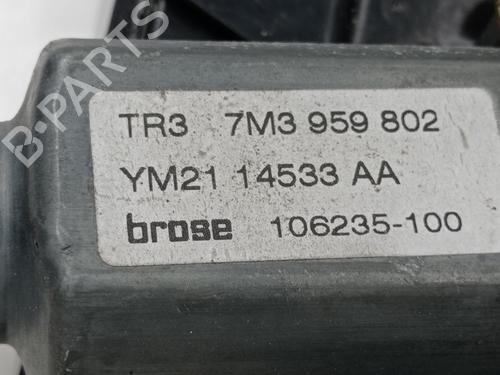 B-PARTS
TR3 7M3 959 802
YM21 14533 AA
brose 106235-100